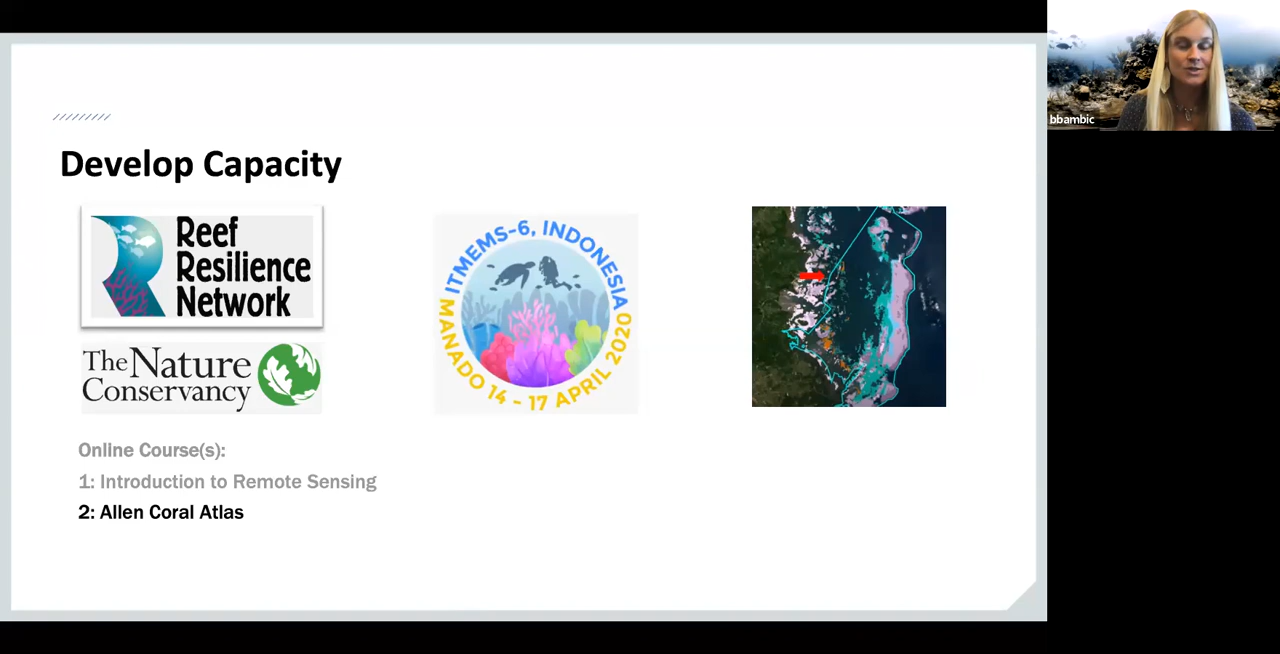 Develop Capacity
Reef
Resilience
Network
The Nature
Conservancy
ITMEMS-6, INDONESIA
MANADO 14 - 17 APRIL 2020
Online Course(s):
1: Introduction to Remote Sensing
2: Allen Coral Atlas
bbambic